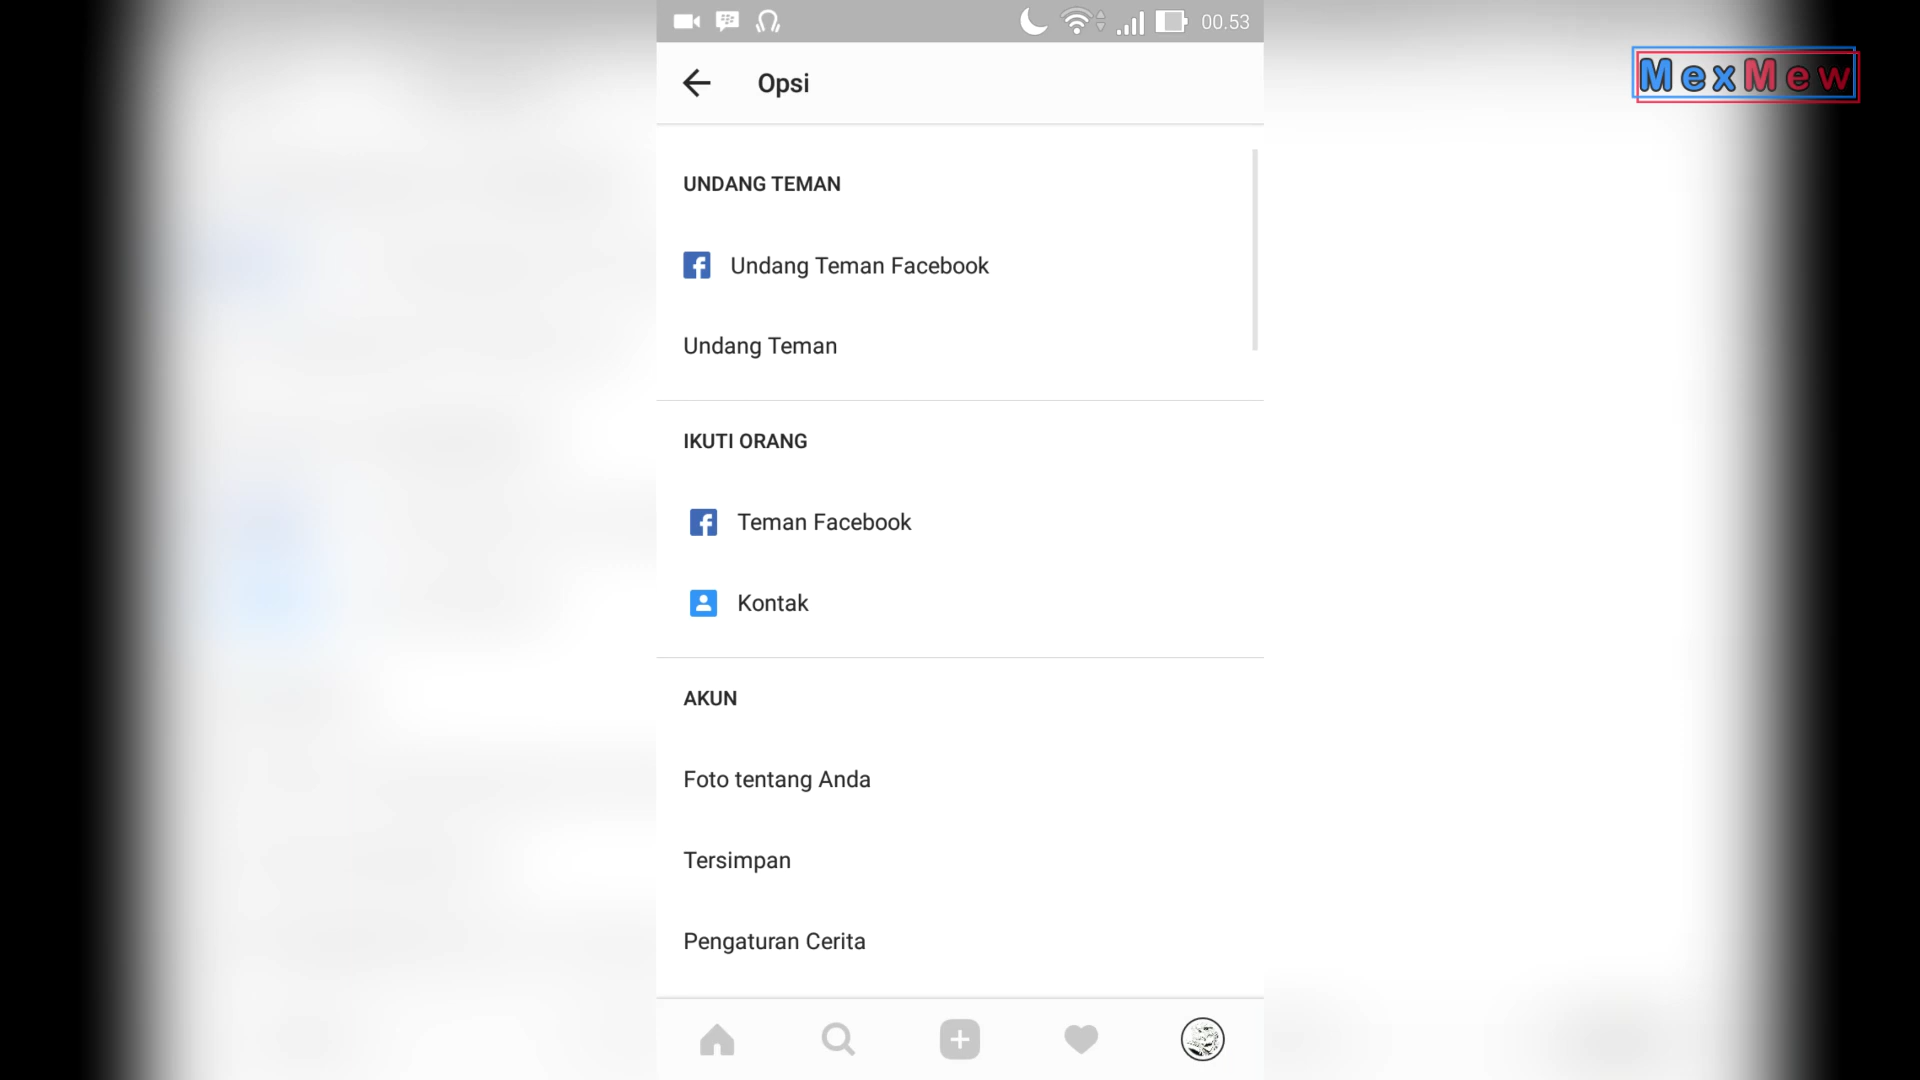 00.53
MexMew
Opsi
UNDANG TEMAN
Undang Teman Facebook
Undang Teman
IKUTI ORANG
Teman Facebook
Kontak
AKUN
Foto tentang Anda
Tersimpan
Pengaturan Cerita